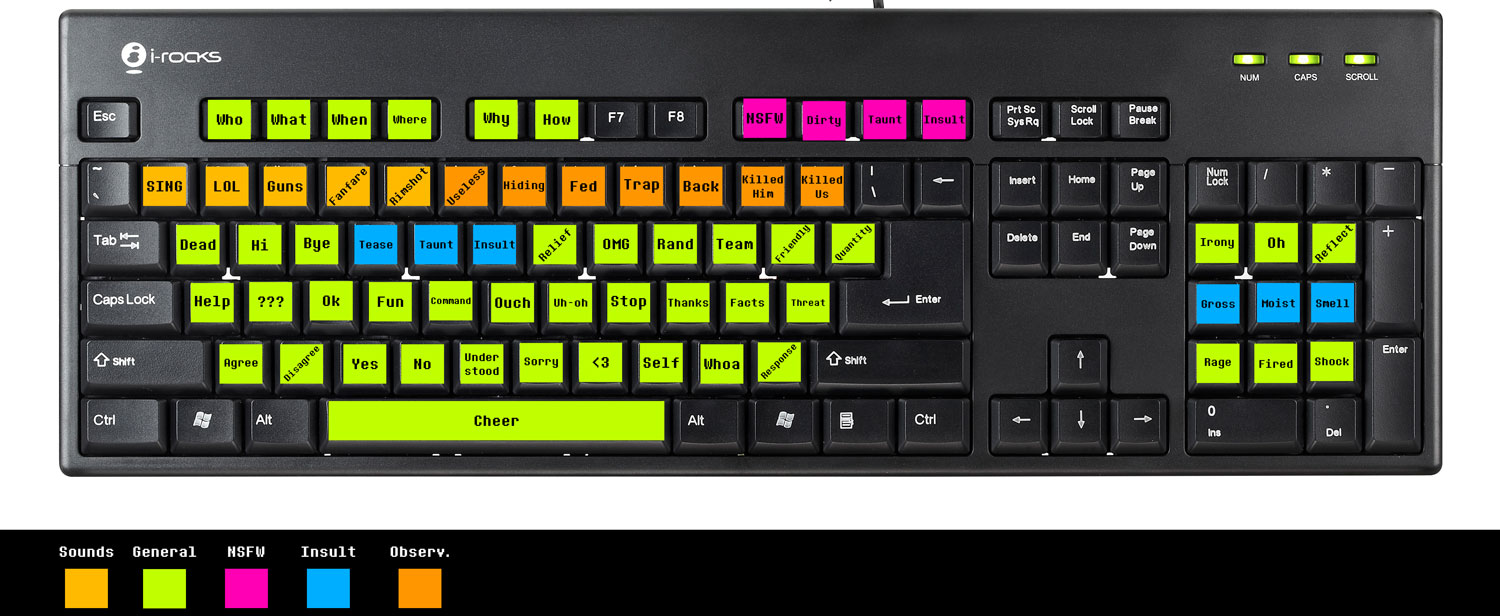 i-rocks
NUM CAPS SCROLL
Esc Who What When Where Why How F7 F8 NSFW Dirty Taunt Insult
Prt Sc
SysRq
Scroll
Lock
Pause
Break
~
\
SING LOL Guns Fanfare Rimshot Useless Hiding Fed Trap Back
Killed
Him
Killed
Us
|
\
←
Insert Home
Page
Up
Num
Lock
/ * −
Tab Dead Hi Bye Tease Taunt Insult Relief OMG Rand Team Friendly Quantity
Delete End
Page
Down
Irony Oh Reflect +
Caps Lock Help ??? Ok Fun Command Ouch Uh-oh Stop Thanks Facts Threat Enter
Gross Moist Smell
Shift Agree Disagree Yes No
Under
stood
Sorry <3 Self Whoa Response Shift
↑
Rage Fired Shock Enter
Ctrl Alt Cheer Alt Ctrl
← ↓ →
0
Ins
.
Del
Sounds General NSFW Insult Observ.